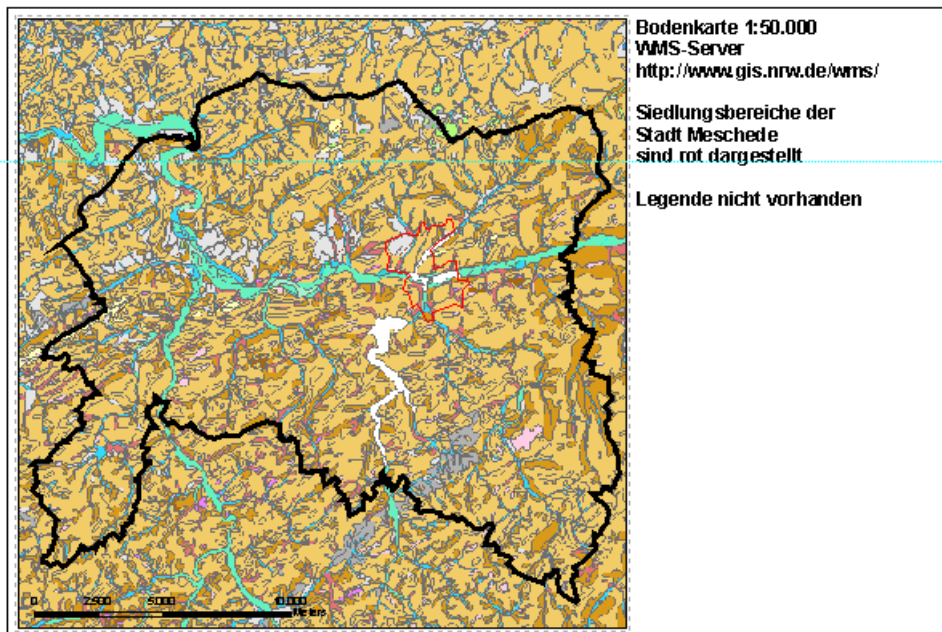 Bodenkarte 1:50.000
WMS-Server
http://www.gis.nrw.de/wms/
Siedlungsbereiche der
Stadt Meschede
sind rot dargestellt
Legende nicht vorhanden
0 2500 5000 10000
Meters